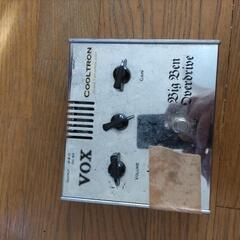 VOX
COOLTRON
Big Ben
Overdrive
GAIN
VOLUME